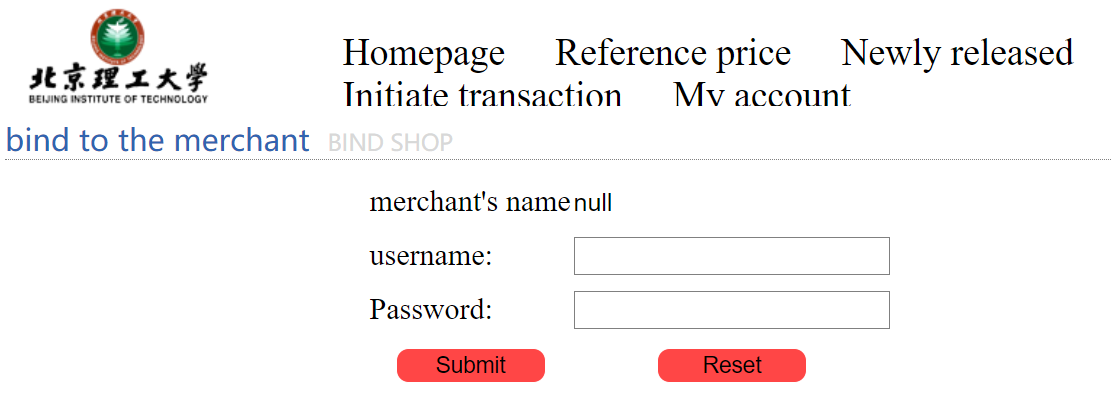 北京理工大学
BEIJING INSTITUTE OF TECHNOLOGY
Homepage Reference price Newly released
Initiate transaction My account
bind to the merchant BIND SHOP
merchant's name null
username:
Password:
Submit Reset